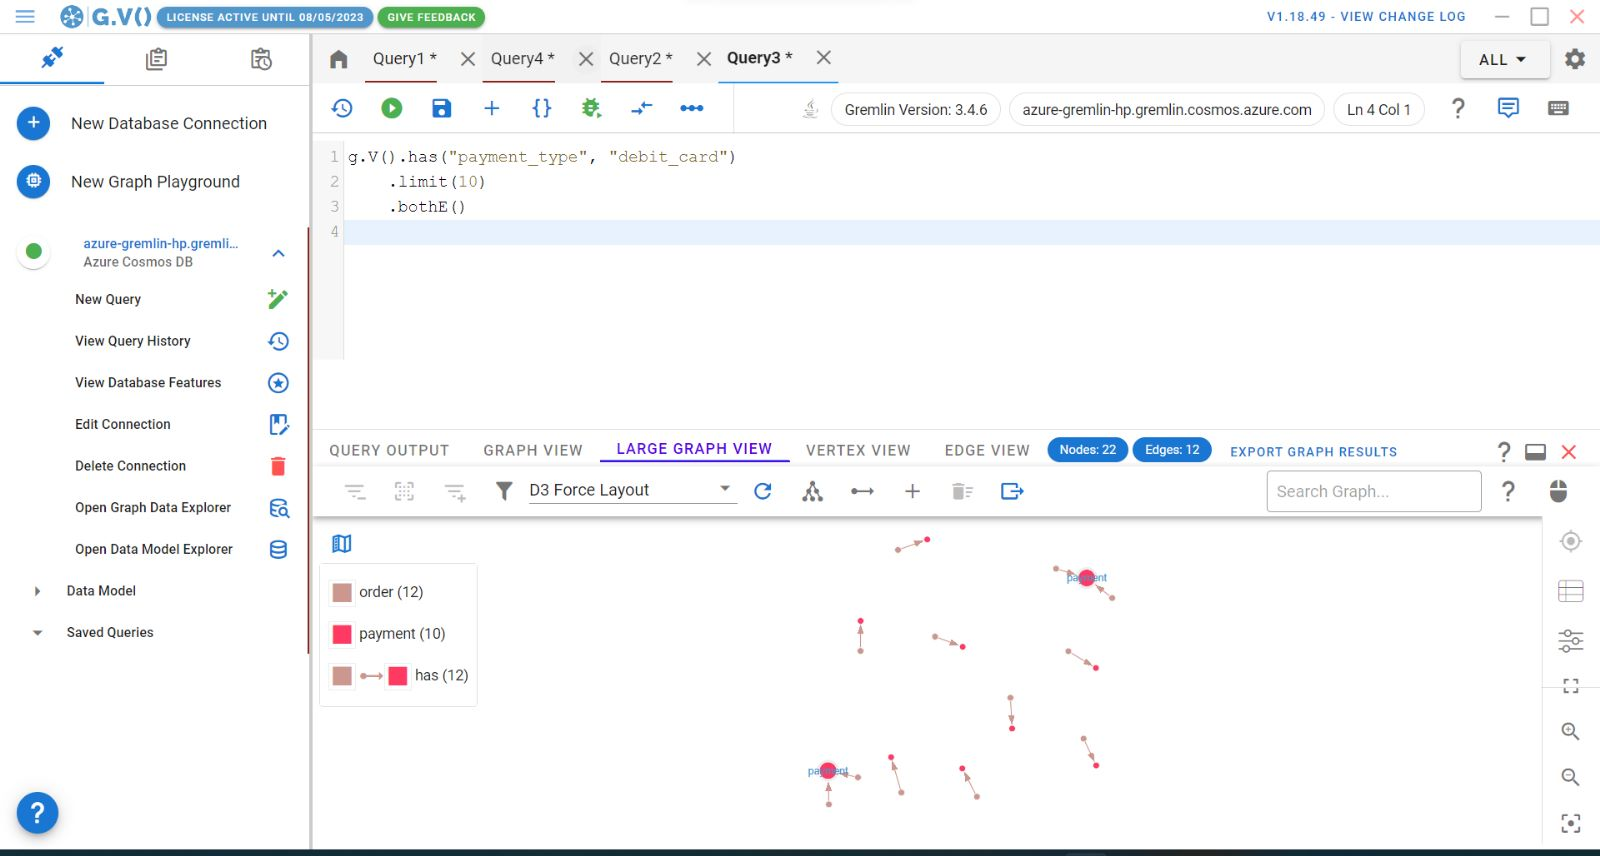 G.V()
LICENSE ACTIVE UNTIL 08/05/2023
GIVE FEEDBACK
V1.18.49 - VIEW CHANGE LOG
Query1 *
Query4 *
Query2 *
Query3 *
ALL
Gremlin Version: 3.4.6
azure-gremlin-hp.gremlin.cosmos.azure.com
Ln 4 Col 1
?
New Database Connection
New Graph Playground
azure-gremlin-hp.gremli...
Azure Cosmos DB
New Query
View Query History
View Database Features
Edit Connection
Delete Connection
Open Graph Data Explorer
Open Data Model Explorer
Data Model
Saved Queries
?
1 g.V().has("payment_type", "debit_card")
2 .limit(10)
3 .bothE()
4
QUERY OUTPUT
GRAPH VIEW
LARGE GRAPH VIEW
VERTEX VIEW
EDGE VIEW
Nodes: 22
Edges: 12
EXPORT GRAPH RESULTS
?
D3 Force Layout
Search Graph...
?
order (12)
payment (10)
has (12)
payment
payment